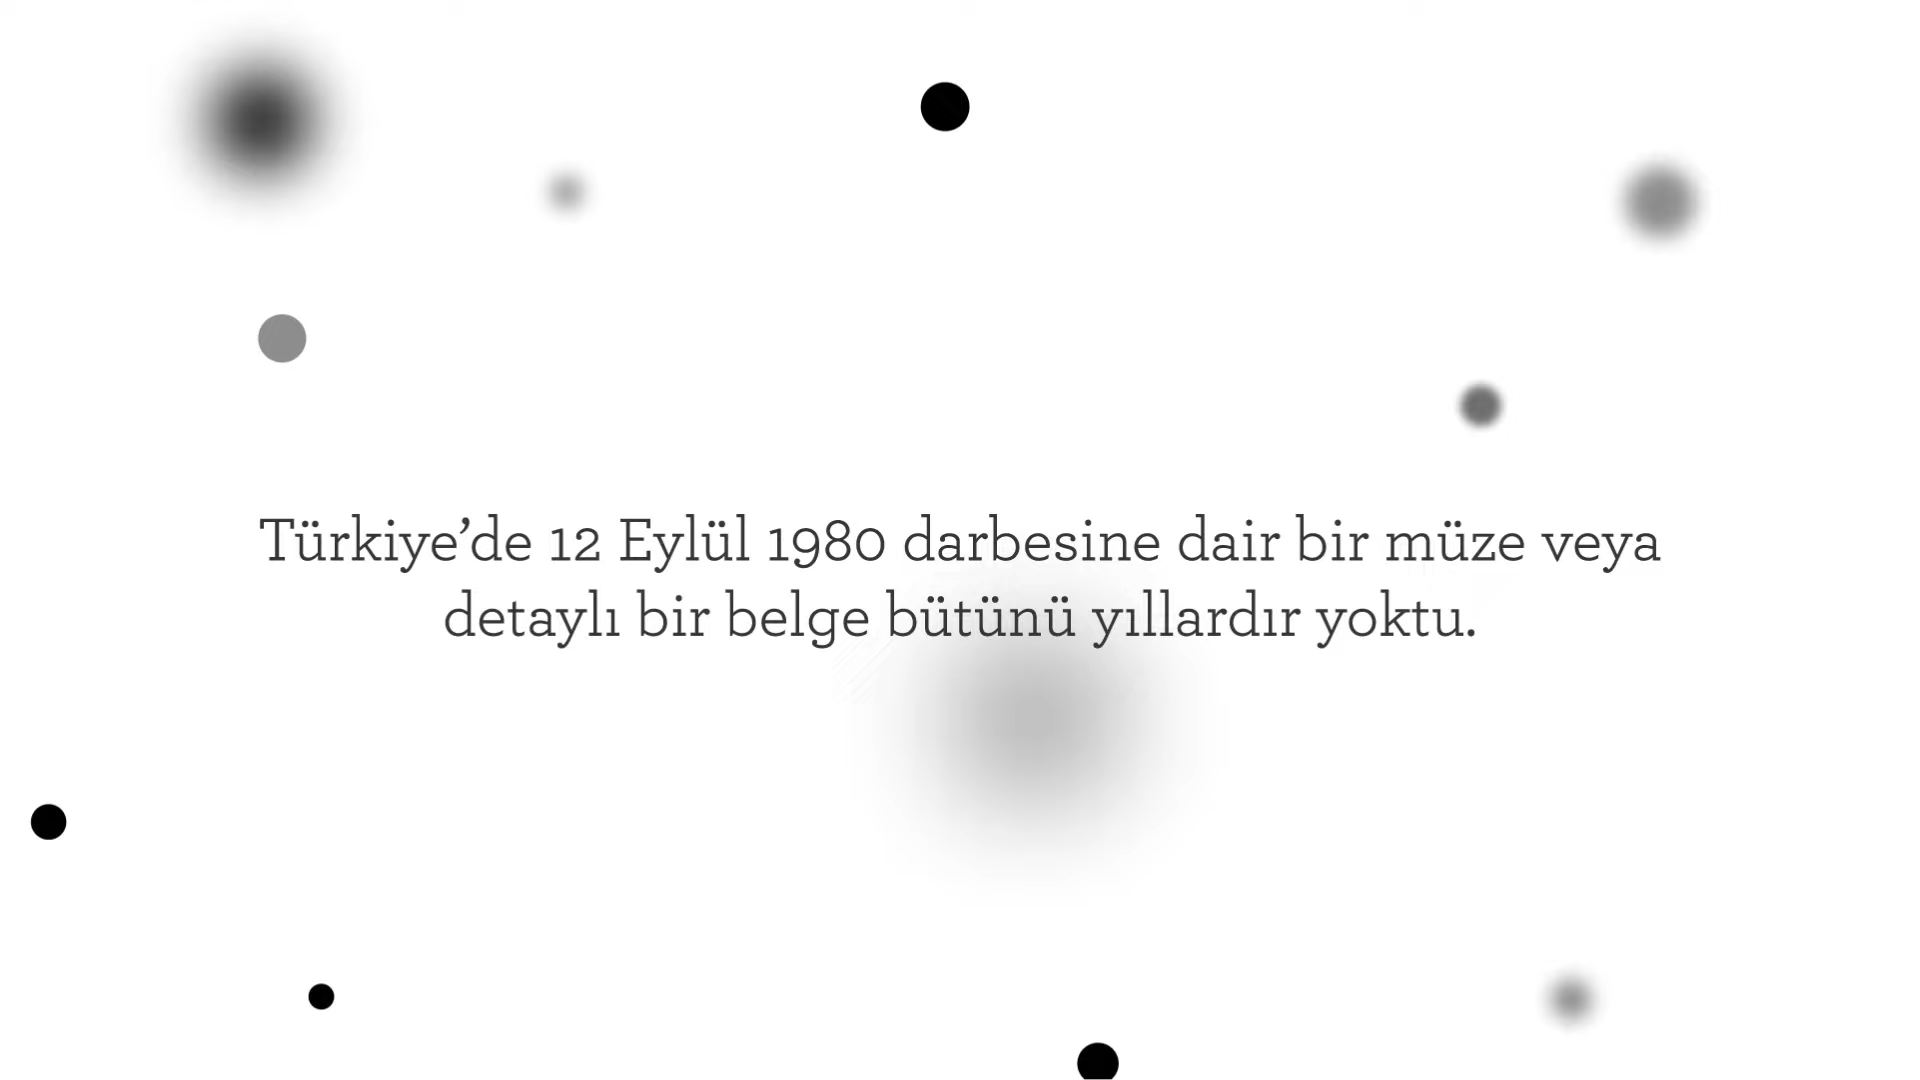 Türkiye’de 12 Eylül 1980 darbesine dair bir müze veya
detaylı bir belge bütünü yıllardır yoktu.